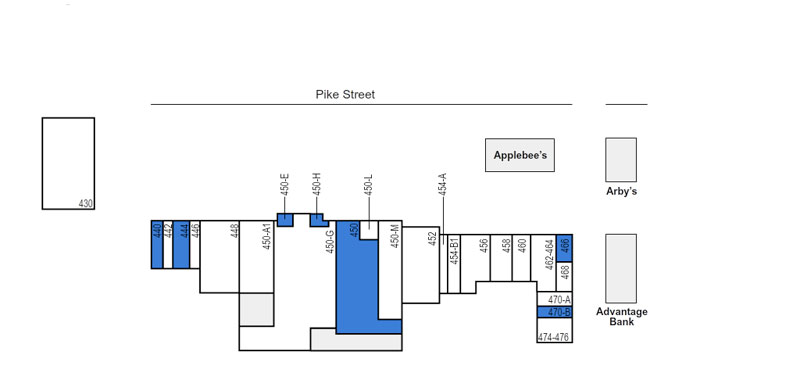 Pike Street
Applebee's
Arby's
430
450-E
450-H
450-L
454-A
440
442
444
446
448
450-A1
450-G
450
450-M
452
454-B1
456
458
460
462-464
466
468
470-A
470-B
474-476
Advantage
Bank